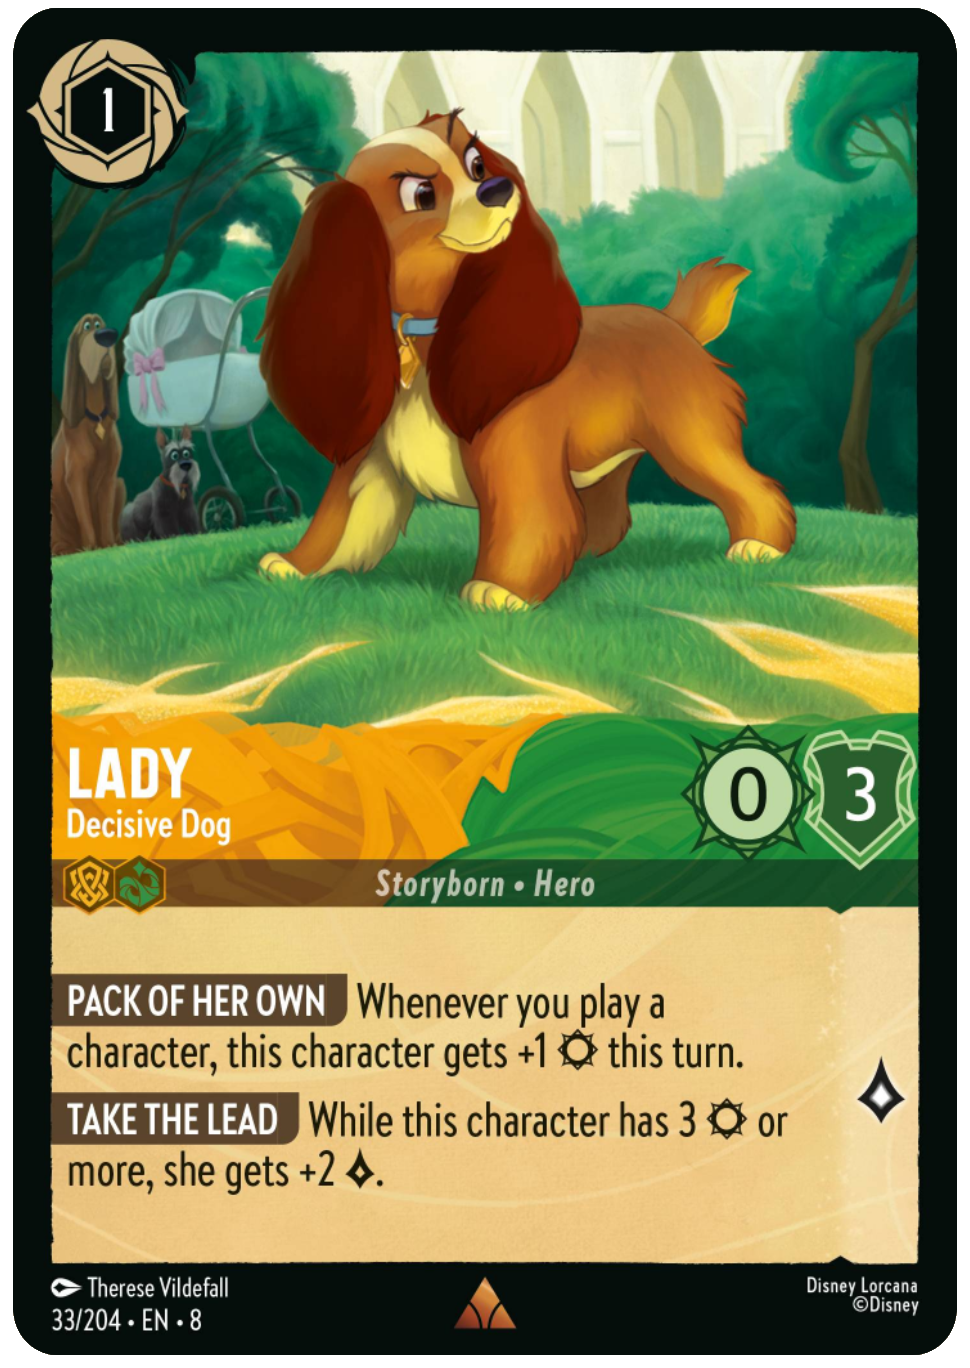 1
LADY
Decisive Dog
0
3
Storyborn • Hero
PACK OF HER OWN Whenever you play a
character, this character gets +1 this turn.
TAKE THE LEAD While this character has 3 or
more, she gets +2 .
Therese Vildefall
33/204 • EN • 8
Disney Lorcana
©Disney